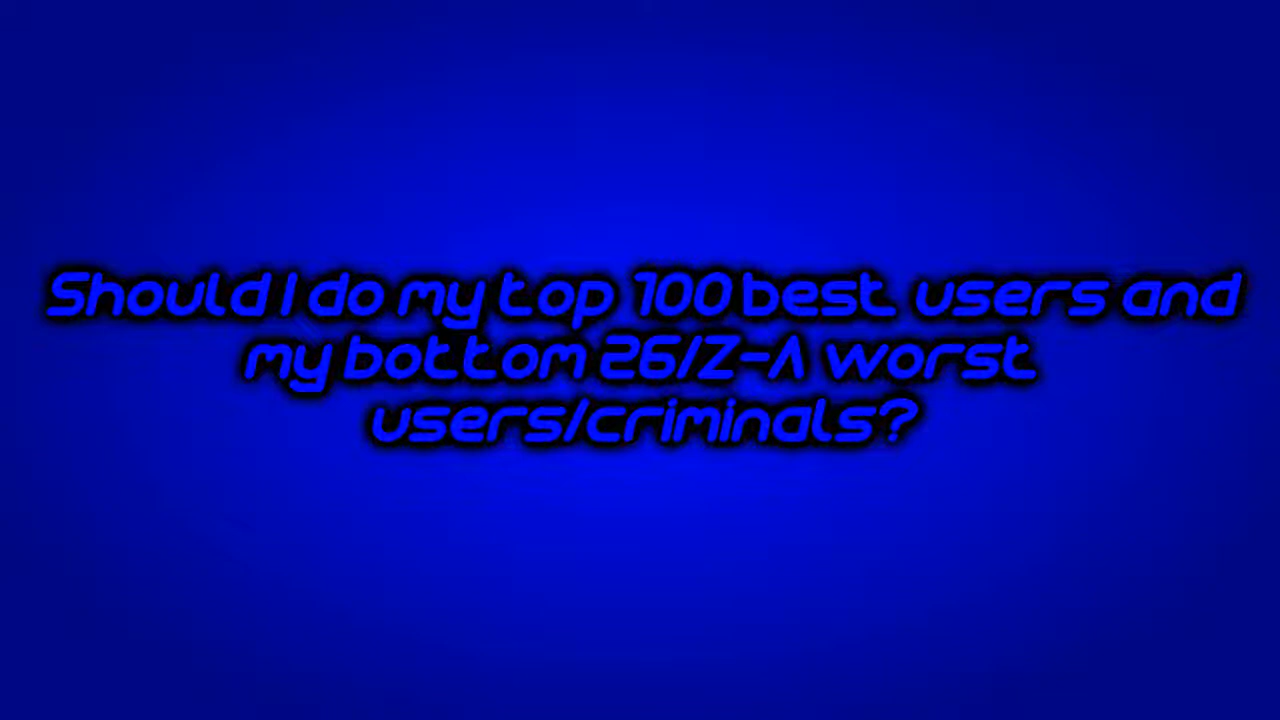 Should I do my top 100 best users and
my bottom 26/Z-A worst
users/criminals?